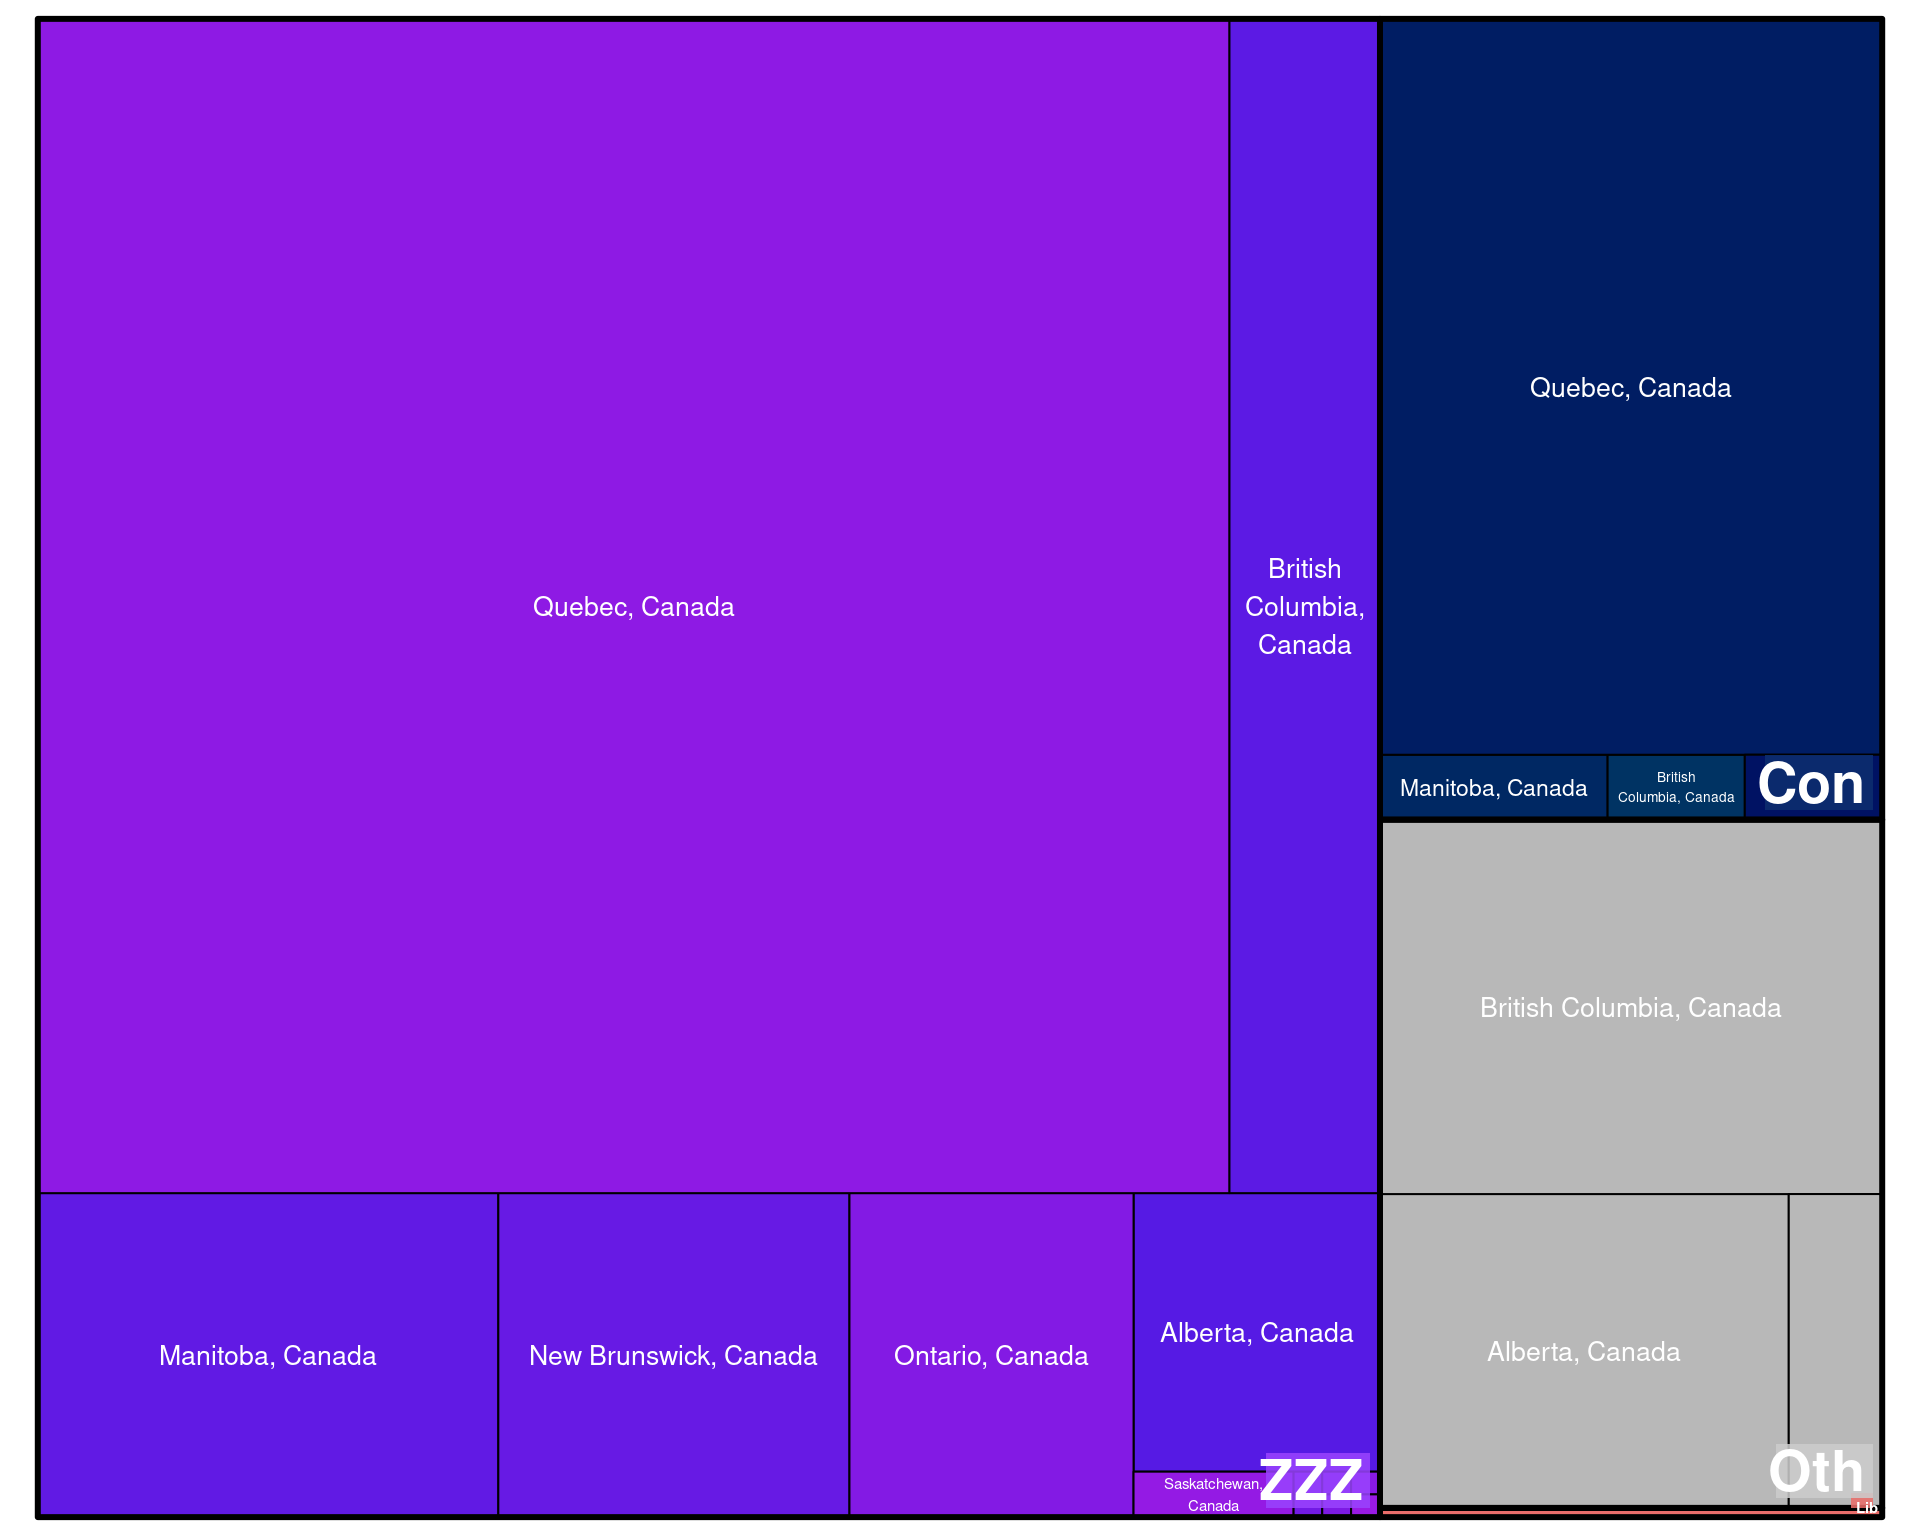 Quebec, Canada
British
Columbia,
Canada
Manitoba, Canada
New Brunswick, Canada
Ontario, Canada
Alberta, Canada
Saskatchewan,
Canada
ZZZ
Quebec, Canada
Manitoba, Canada
British
Columbia, Canada
Con
British Columbia, Canada
Alberta, Canada
Oth
Lib